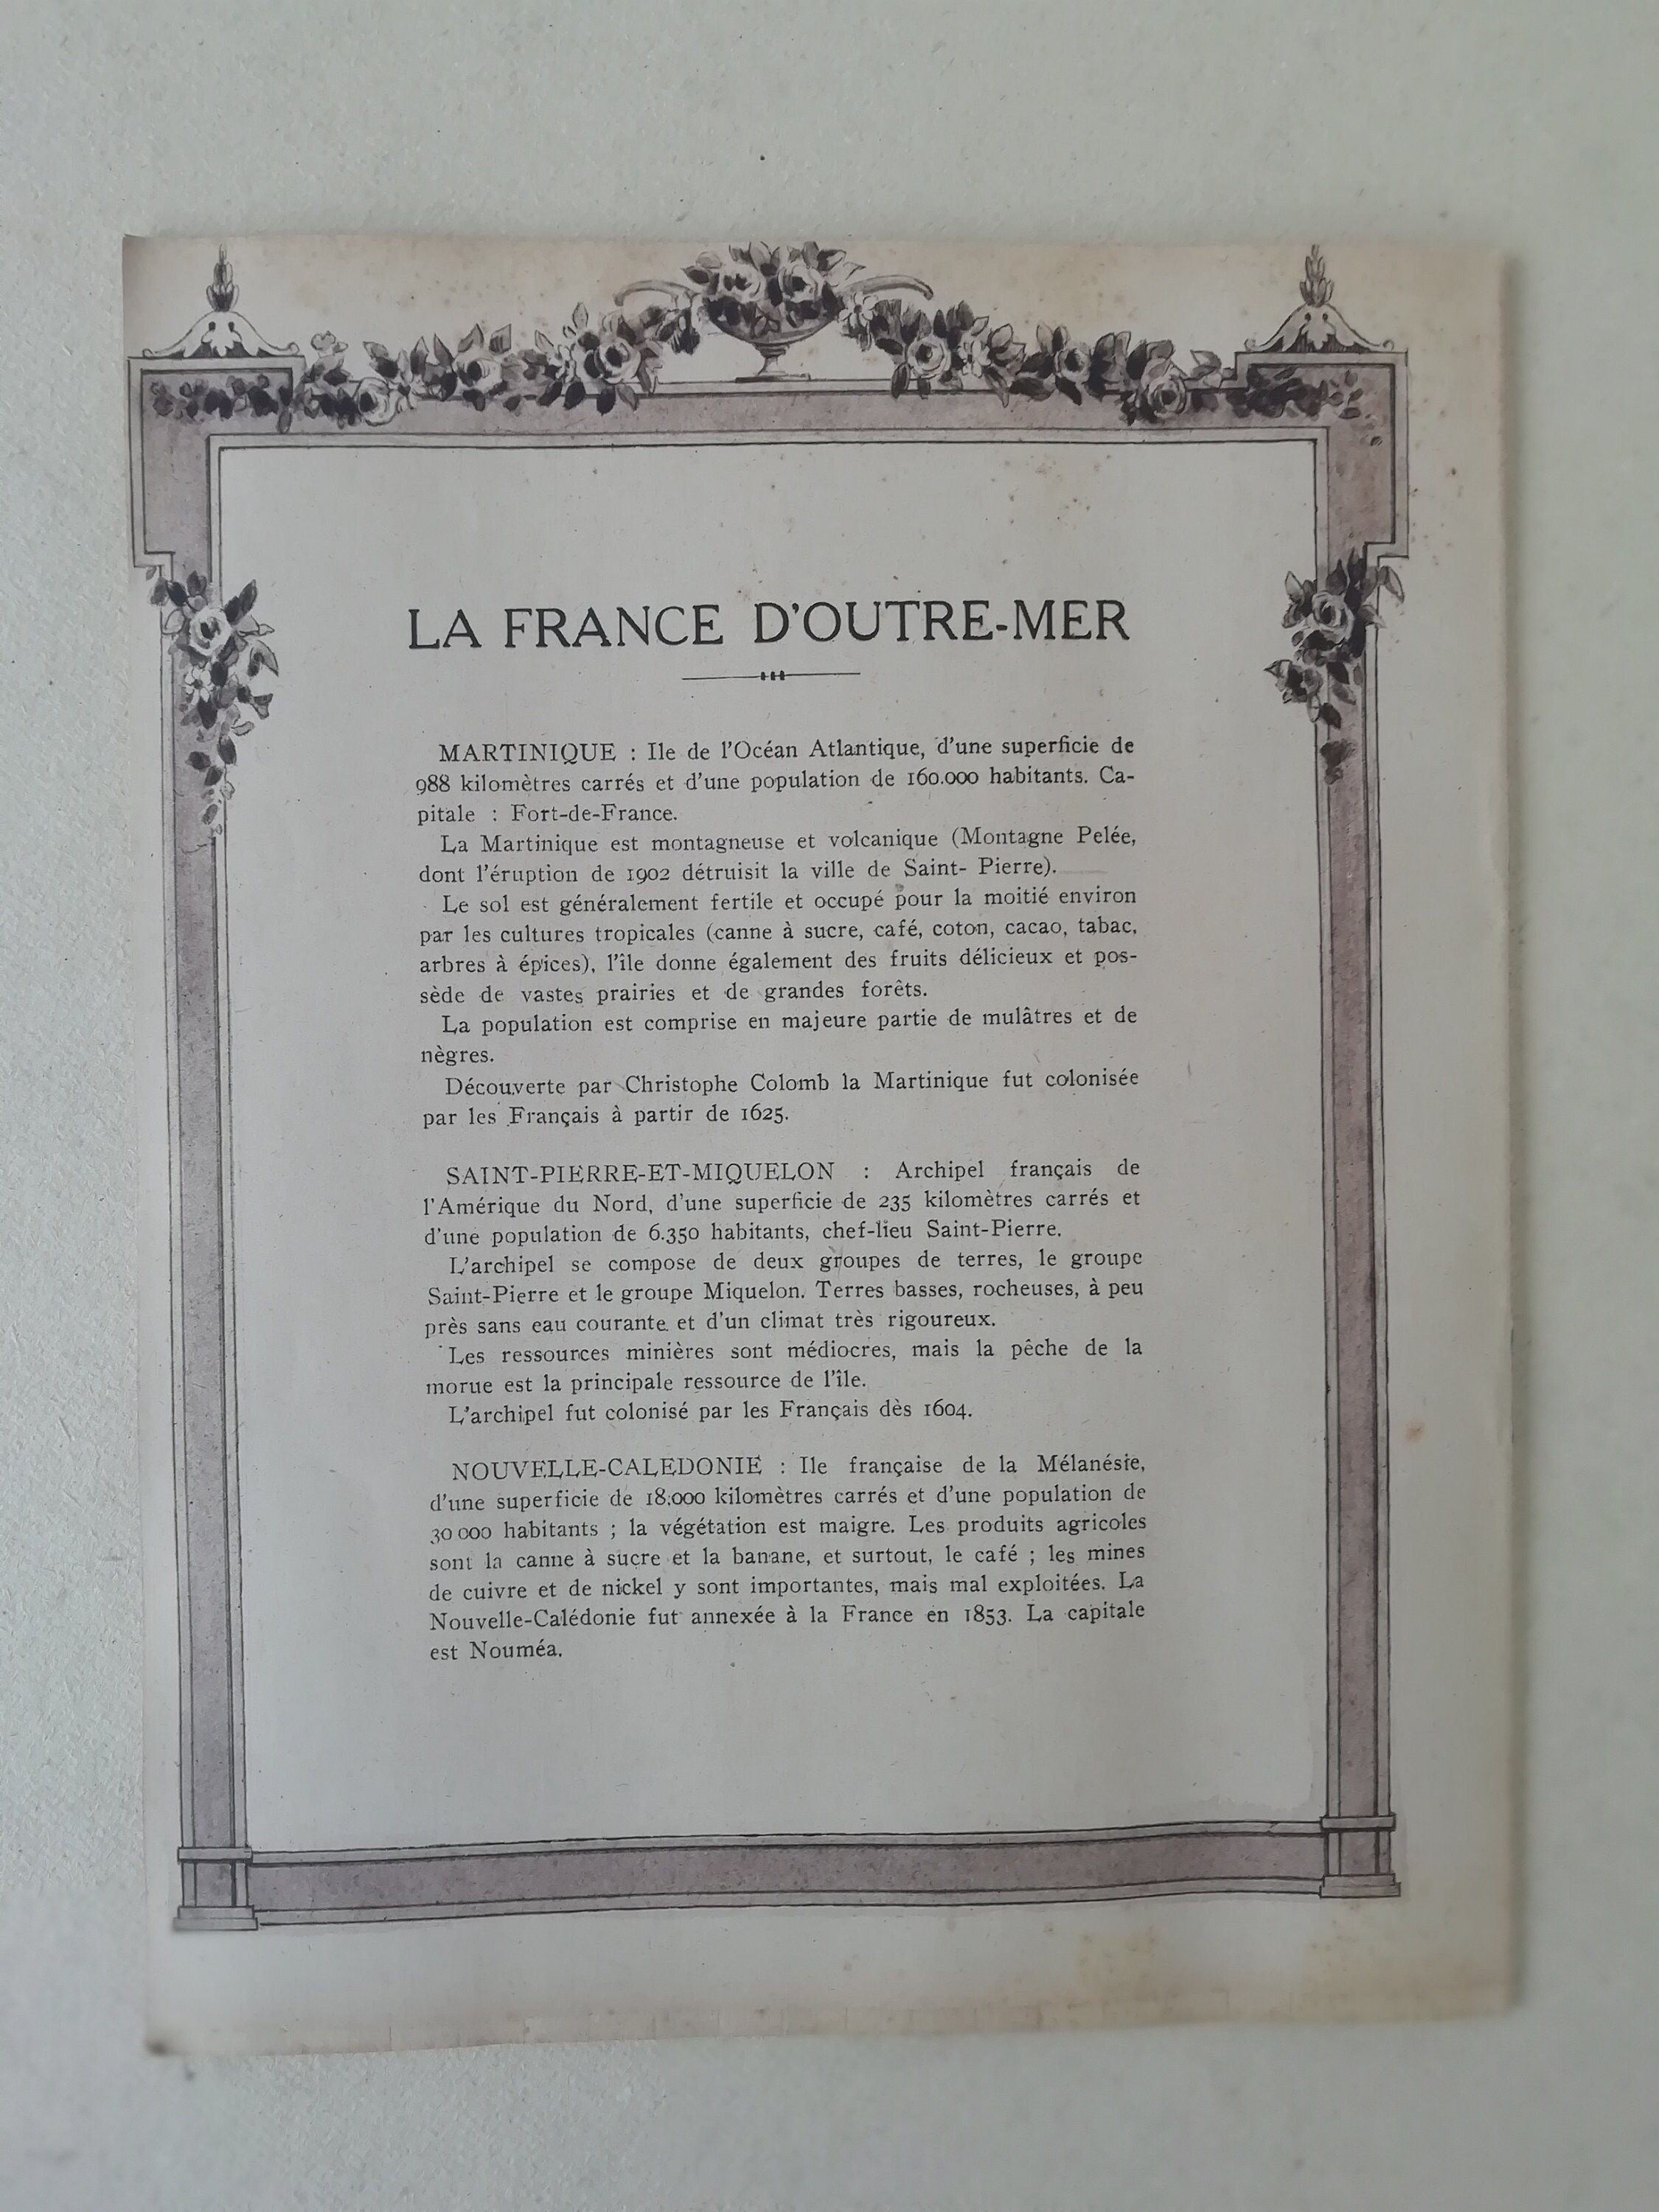 LA FRANCE D'OUTRE-MER
MARTINIQUE : Ile de l'Océan Atlantique, d'une superficie de
988 kilomètres carrés et d'une population de 160.000 habitants. Ca-
pitale : Fort-de-France.
La Martinique est montagneuse et volcanique (Montagne Pelée,
dont l'éruption de 1902 détruisit la ville de Saint- Pierre).
Le sol est généralement fertile et occupé pour la moitié environ
par les cultures tropicales (canne à sucre, café, coton, cacao, tabac,
arbres à épices), l'île donne également des fruits délicieux et pos-
sède de vastes prairies et de grandes forêts.
La population est comprise en majeure partie de mulâtres et de
nègres.
Découverte par Christophe Colomb la Martinique fut colonisée
par les Français à partir de 1625.
SAINT-PIERRE-ET-MIQUELON : Archipel français de
l'Amérique du Nord, d'une superficie de 235 kilomètres carrés et
d'une population de 6.350 habitants, chef-lieu Saint-Pierre.
L'archipel se compose de deux groupes de terres, le groupe
Saint-Pierre et le groupe Miquelon. Terres basses, rocheuses, à peu
près sans eau courante et d'un climat très rigoureux.
Les ressources minières sont médiocres, mais la pêche de la
morue est la principale ressource de l'île.
L'archipel fut colonisé par les Français dès 1604.
NOUVELLE-CALEDONIE : Ile française de la Mélanésie,
d'une superficie de 18.000 kilomètres carrés et d'une population de
30 000 habitants ; la végétation est maigre. Les produits agricoles
sont la canne à sucre et la banane, et surtout, le café ; les mines
de cuivre et de nickel y sont importantes, mais mal exploitées. La
Nouvelle-Calédonie fut annexée à la France en 1853. La capitale
est Nouméa.